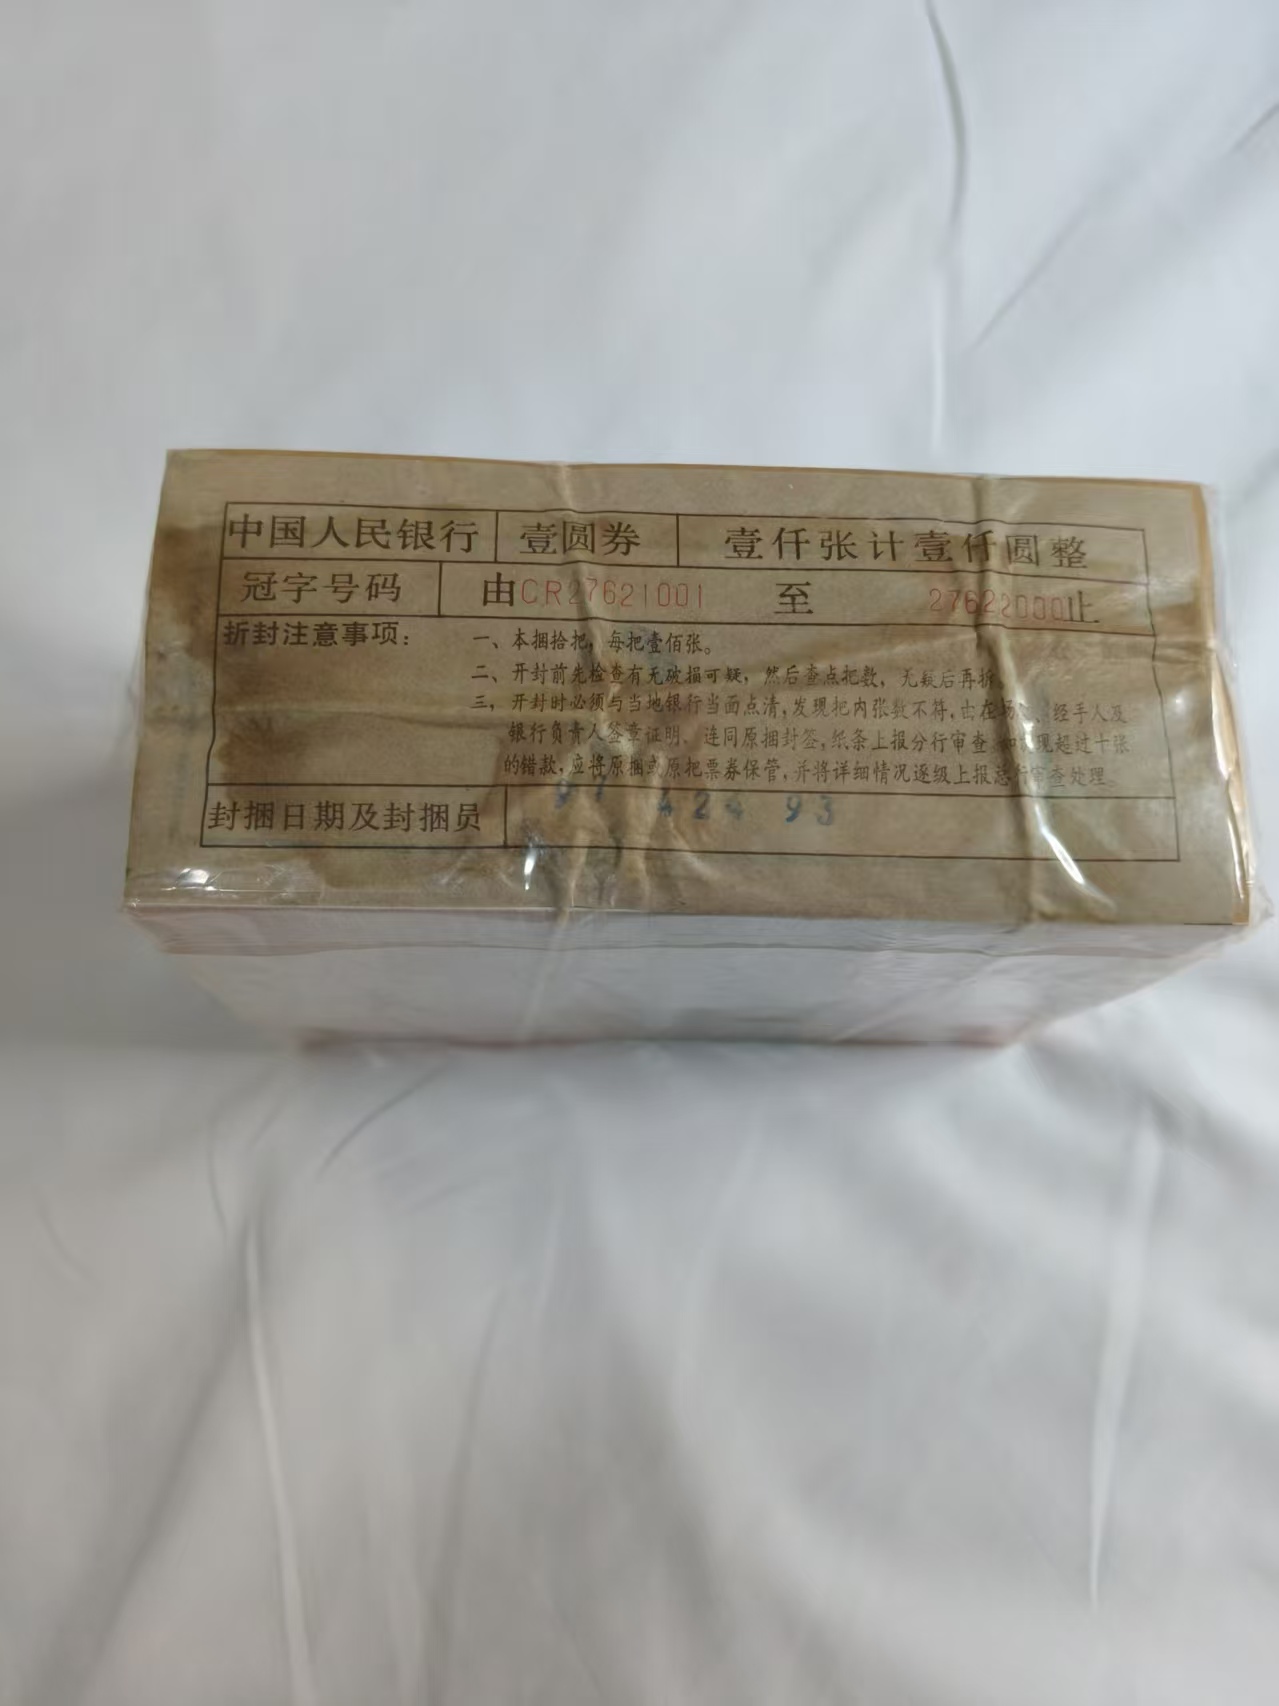 中国人民银行 壹圆券 壹仟张计壹仟圆整
冠字号码 由CR27621001 至 27622000止
折封注意事项： 一、本捆拾把，每把壹佰张。
二、开封前先检查有无破损可疑，然后查点把数，无疑后再拆
三、开封时必须与当地银行当面点清，发现把内张数不符，由在场 、经手人及
银行负责人签章证明、连同原捆封签，纸条上报分行审查 如 现超过十张
的错款，应将原捆或原把票券保管，并将详细情况逐级上报总行审查处理。
封捆日期及封捆员 424 93